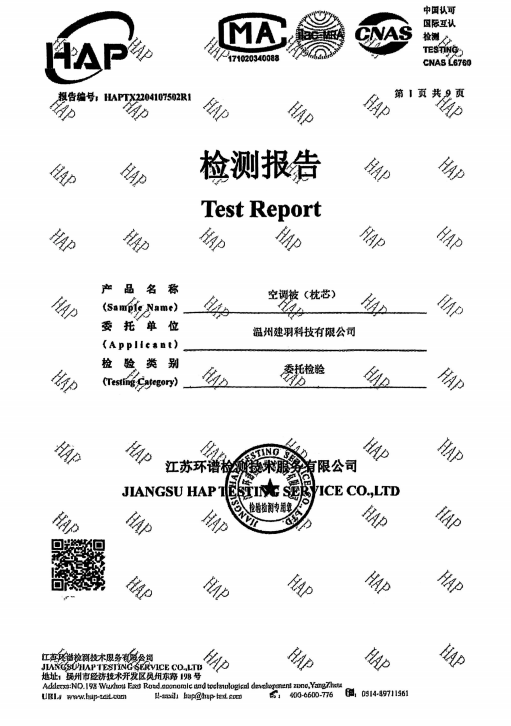 HAP
MA
171020340088
ilac-MRA
CNAS
中国认可
国际互认
检测
TESTING
CNAS L6760
报告编号：HAPTX2204107502R1
第 1 页 共 9 页
检测报告
Test Report
产品名称
(Sample Name)
空调被（枕芯）
委托单位
(Applicant)
温州建羽科技有限公司
检验类别
(Testing Category)
委托检验
江苏环谱检测技术服务有限公司
JIANGSU HAP TESTING SERVICE CO.,LTD
检验检测专用章
江苏环谱检测技术服务有限公司
JIANGSU HAP TESTING SERVICE CO.,LTD
地址：扬州市经济技术开发区吴州东路 198 号
Address:NO.198 Wuzhou East Road,economic and technological development zone,YangZhou
URL: www.hap-test.com E-mail: hap@hap-test.com 400-6600-776 0514-89711561